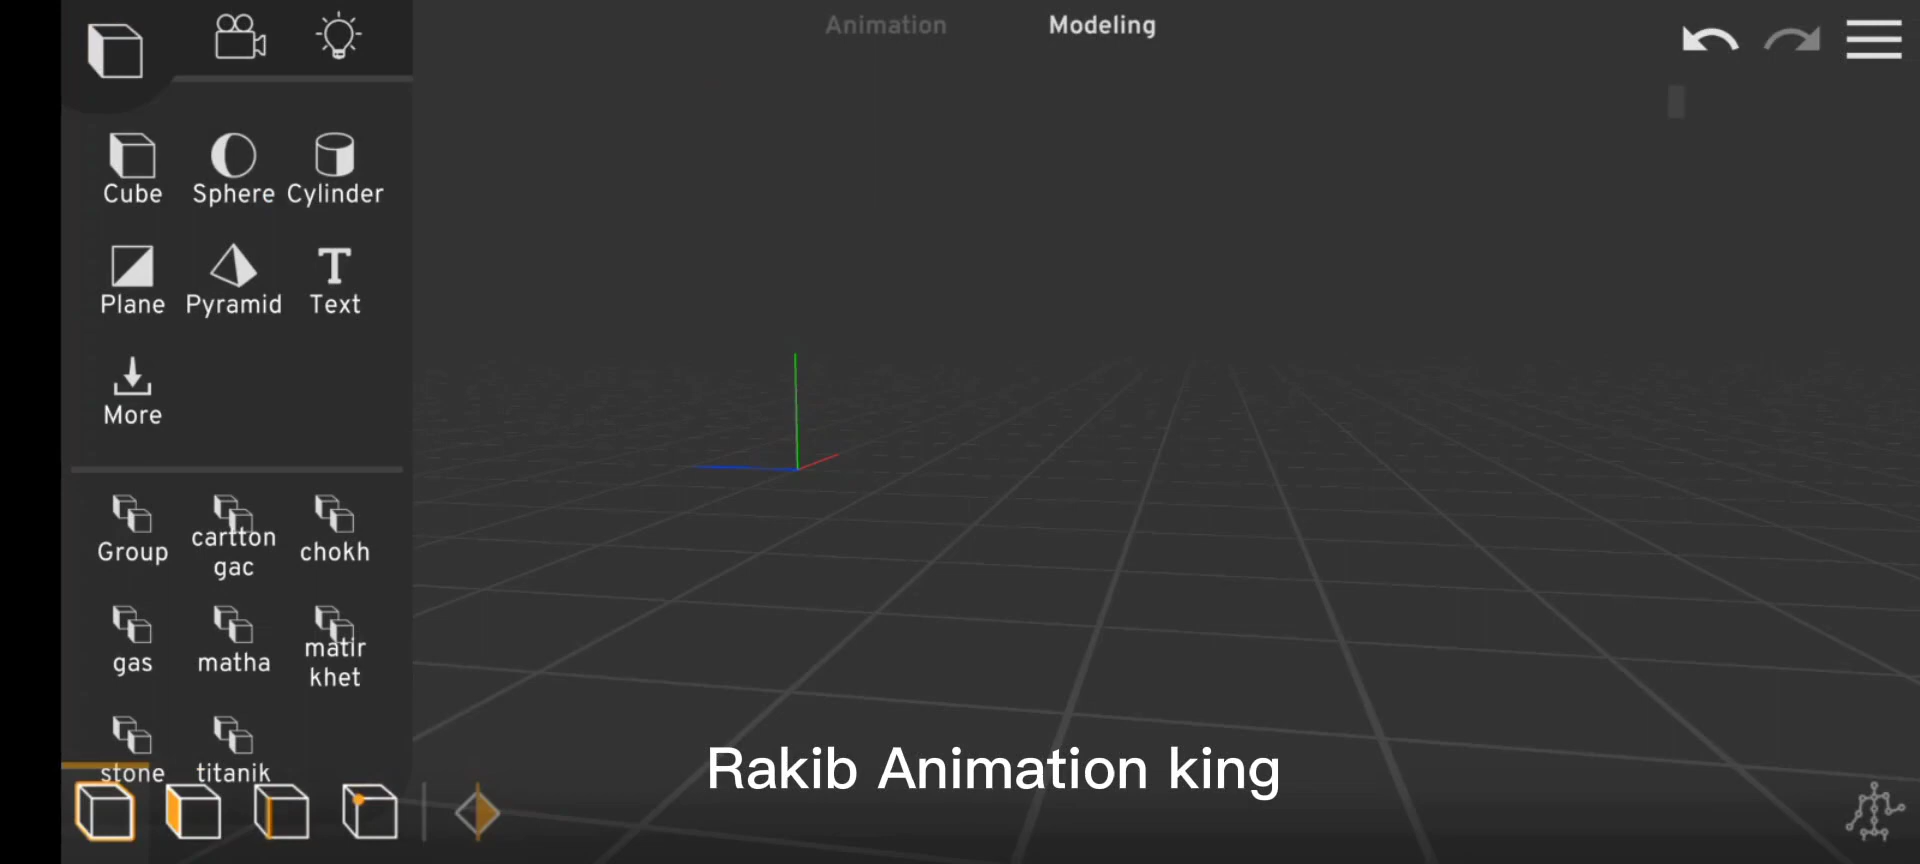 Animation Modeling
Cube Sphere Cylinder
Plane Pyramid Text
More
Group cartton gac chokh
gas matha matir khet
stone titanik
Rakib Animation king